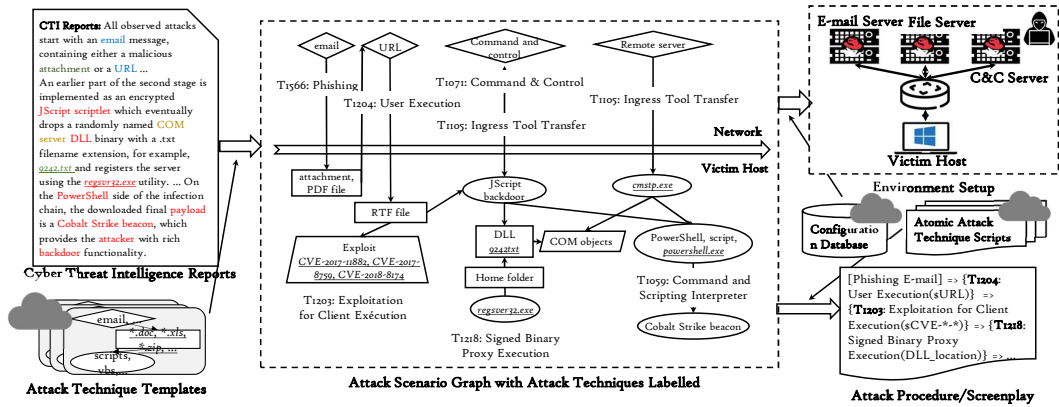 CTI Reports: All observed attacks
start with an email message,
containing either a malicious
attachment or a URL ...
An earlier part of the second stage is
implemented as an encrypted
JScript scriptlet which eventually
drops a randomly named COM
server DLL binary with a .txt
filename extension, for example,
9242.txt and registers the server
using the regsvr32.exe utility. ... On
the PowerShell side of the infection
chain, the downloaded final payload
is a Cobalt Strike beacon, which
provides the attacker with rich
backdoor functionality.
Cyber Threat Intelligence Reports
email, ...
*.doc, *.xls,
*.zip, ...
scripts,
vbs,...
Attack Technique Templates
email
URL
Command and
control
Remote server
T1566: Phishing
T1204: User Execution
T1071: Command & Control
T1105: Ingress Tool Transfer
T1105: Ingress Tool Transfer
Network
Victim Host
attachment,
PDF file
RTF file
JScript
backdoor
cmstp.exe
DLL
9242txt
COM objects
Exploit
CVE-2017-11882, CVE-2017-
8759, CVE-2018-8174
Home folder
regsver32.exe
PowerShell, script,
powershell.exe
T1203: Exploitation
for Client Exécution
T1059: Command and
Scripting Interpreter
T1218: Signed Binary
Proxy Execution
Cobalt Strike beacon
Attack Scenario Graph with Attack Techniques Labelled
E-mail Server
File Server
C&C Server
Victim Host
Environment Setup
Configuratio
n Database
Atomic Attack
Technique Scripts
[Phishing E-mail] => {T1204:
User Execution($URL)} =>
{T1203: Exploitation for Client
Execution($CVE-*-*)} => {T1218:
Signed Binary Proxy
Execution(DLL_location)} => ...
Attack Procedure/Screenplay